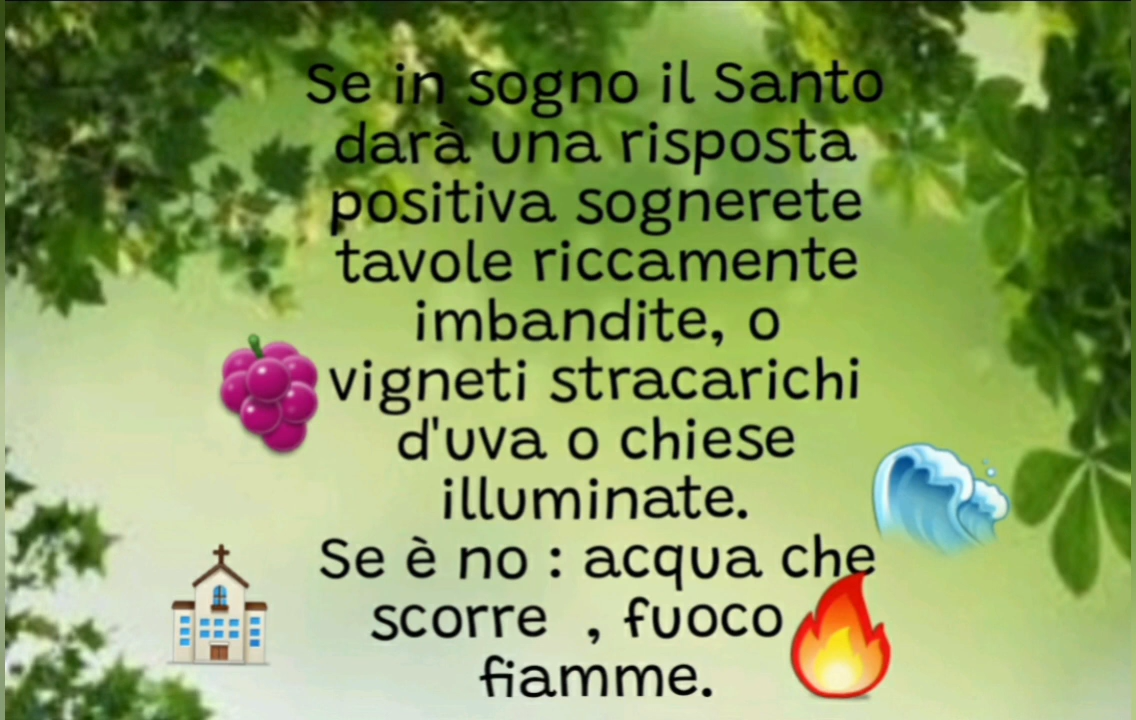 Se in sogno il Santo
darà una risposta
positiva sognerete
tavole riccamente
imbandite, o
vigneti stracarichi
d'uva o chiese
illuminate.
Se è no : acqua che
scorre , fuoco
fiamme.